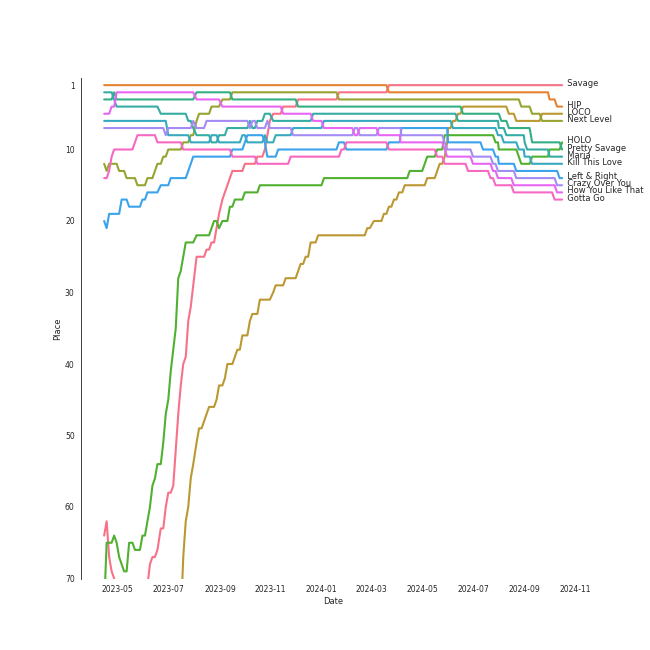 1
10
20
30
40
50
60
70
Place
2023-05
2023-07
2023-09
2023-11
2024-01
2024-03
2024-05
2024-07
2024-09
2024-11
Date
Savage
HIP
LOCO
Next Level
HOLO
Pretty Savage
Maria
Kill This Love
Left & Right
Crazy Over You
How You Like That
Gotta Go